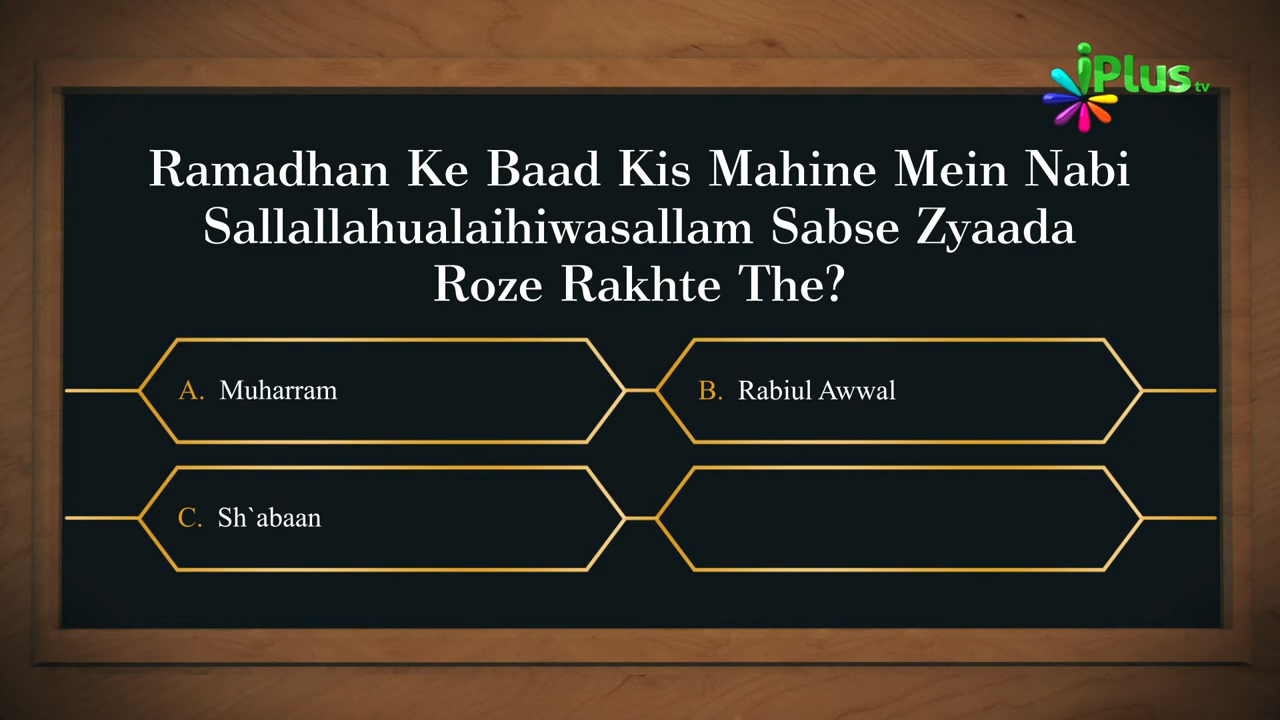 iPlus tv
Ramadhan Ke Baad Kis Mahine Mein Nabi
Sallallahualaihiwasallam Sabse Zyaada
Roze Rakhte The?
A. Muharram
B. Rabiul Awwal
C. Sh`abaan